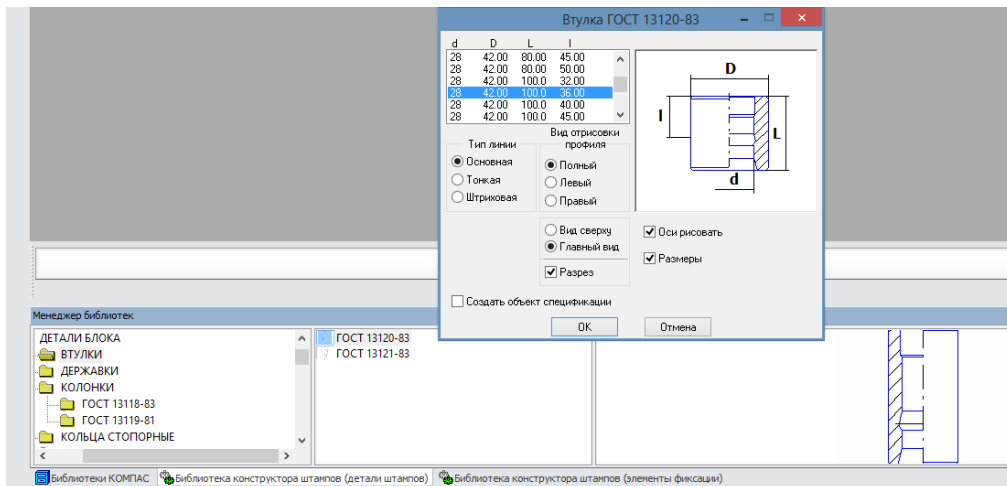 Втулка ГОСТ 13120-83
d D L l
28 42.00 80.00 45.00
28 42.00 80.00 50.00
28 42.00 100.0 32.00
28 42.00 100.0 36.00
28 42.00 100.0 40.00
28 42.00 100.0 45.00
Тип линии
Основная
Тонкая
Штриховая
Вид отрисовки
профиля
Полный
Левый
Правый
D
l
L
d
Вид сверху
Главный вид
Разрез
Оси рисовать
Размеры
Создать объект спецификации
OK Отмена
Менеджер библиотек
ДЕТАЛИ БЛОКА
ВТУЛКИ
ДЕРЖАВКИ
КОЛОНКИ
ГОСТ 13118-83
ГОСТ 13119-81
КОЛЬЦА СТОПОРНЫЕ
ГОСТ 13120-83
ГОСТ 13121-83
Библиотеки КОМПАС Библиотека конструктора штампов (детали штампов) Библиотека конструктора штампов (элементы фиксации)